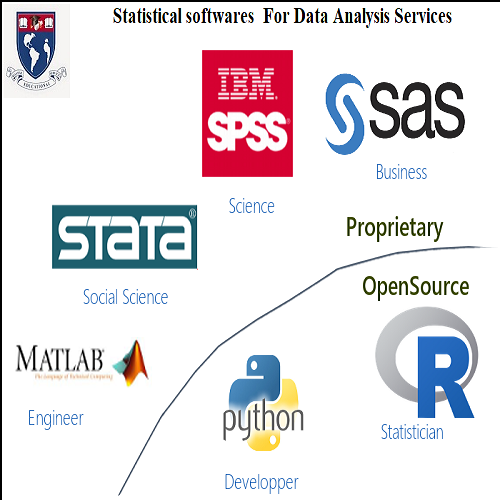 Statistical softwares For Data Analysis Services
EDUCATIONAL
IBM.
SPSS
sas
Business
Science
Proprietary
STATA®
OpenSource
Social Science
MATLAB®
The Language of Technical Computing
R
python
Engineer
Statistician
Developper